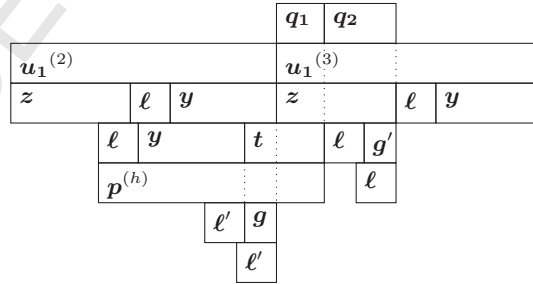 q₁ q₂
u₁⁽²⁾ u₁⁽³⁾
z ℓ y z ℓ y
ℓ y t ℓ g′
p⁽ʰ⁾ ℓ
ℓ′ g
ℓ′